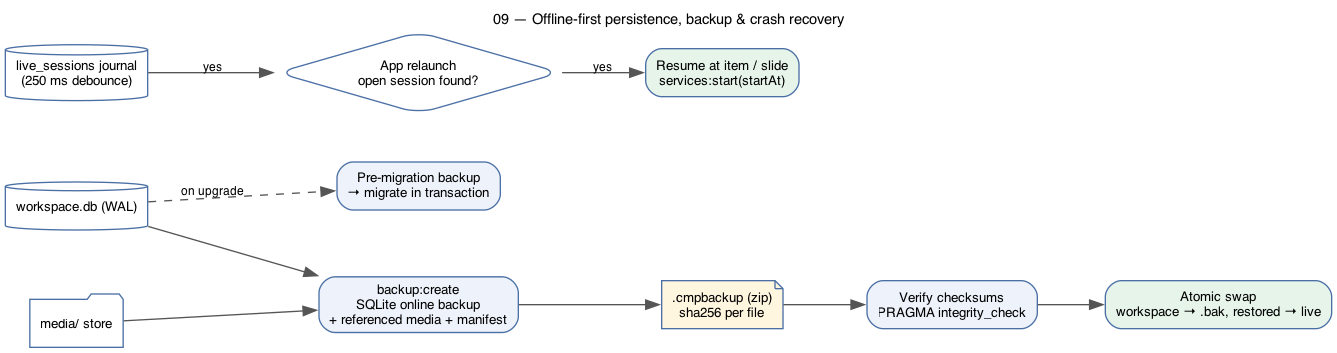 09 — Offline-first persistence, backup & crash recovery
live_sessions journal
(250 ms debounce)
yes
App relaunch
open session found?
yes
Resume at item / slide
services:start(startAt)
workspace.db (WAL)
on upgrade
Pre-migration backup
→ migrate in transaction
media/ store
backup:create
SQLite online backup
+ referenced media + manifest
.cmpbackup (zip)
sha256 per file
Verify checksums
PRAGMA integrity_check
Atomic swap
workspace → .bak, restored → live